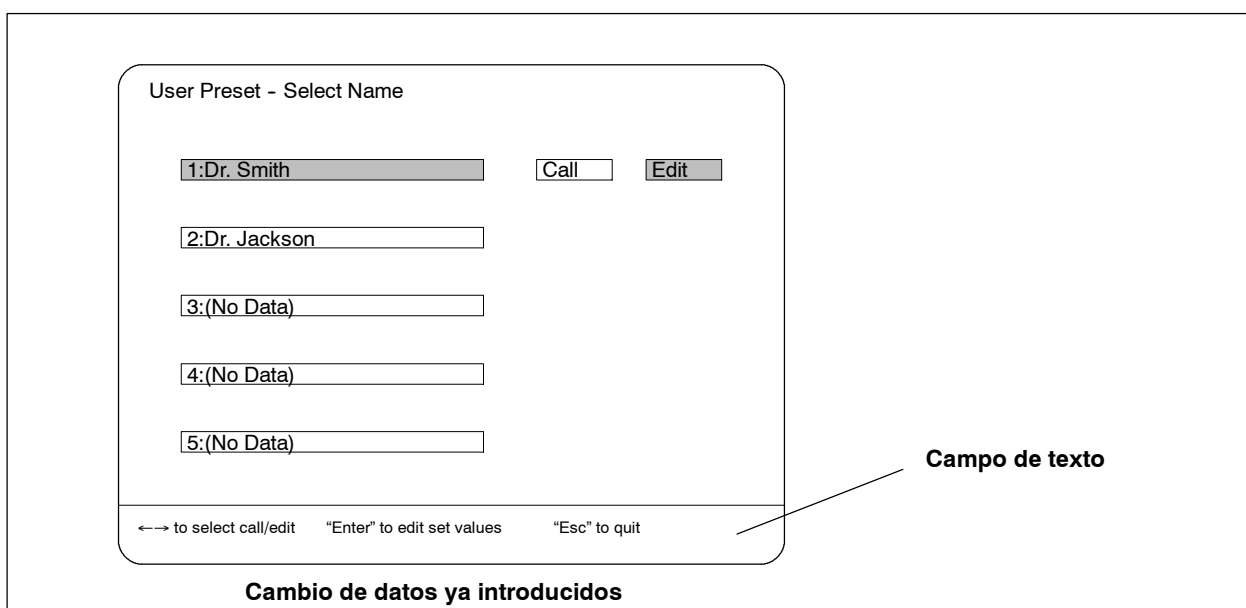 User Preset - Select Name
1:Dr. Smith Call Edit
2:Dr. Jackson
3:(No Data)
4:(No Data)
5:(No Data)
Campo de texto
←→ to select call/edit “Enter” to edit set values “Esc” to quit
Cambio de datos ya introducidos